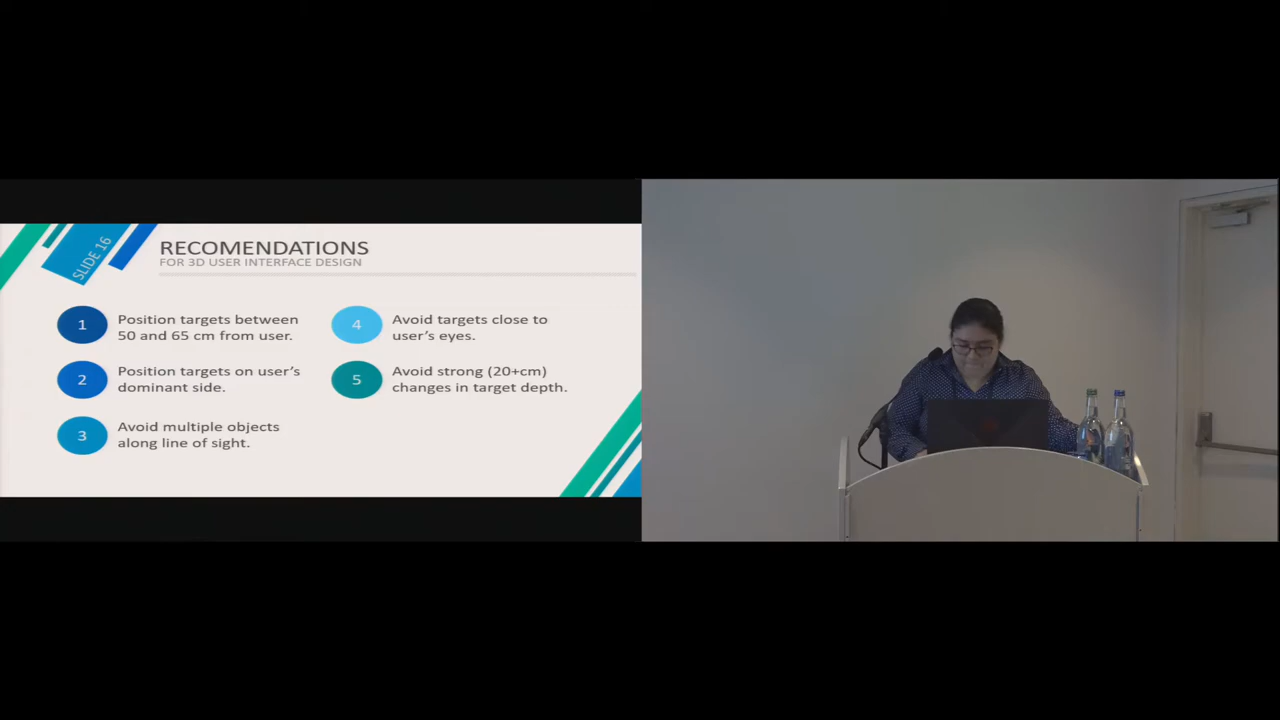 SLIDE 16
RECOMENDATIONS
FOR 3D USER INTERFACE DESIGN
1
Position targets between
50 and 65 cm from user.
2
Position targets on user's
dominant side.
3
Avoid multiple objects
along line of sight.
4
Avoid targets close to
user's eyes.
5
Avoid strong (20+cm)
changes in target depth.